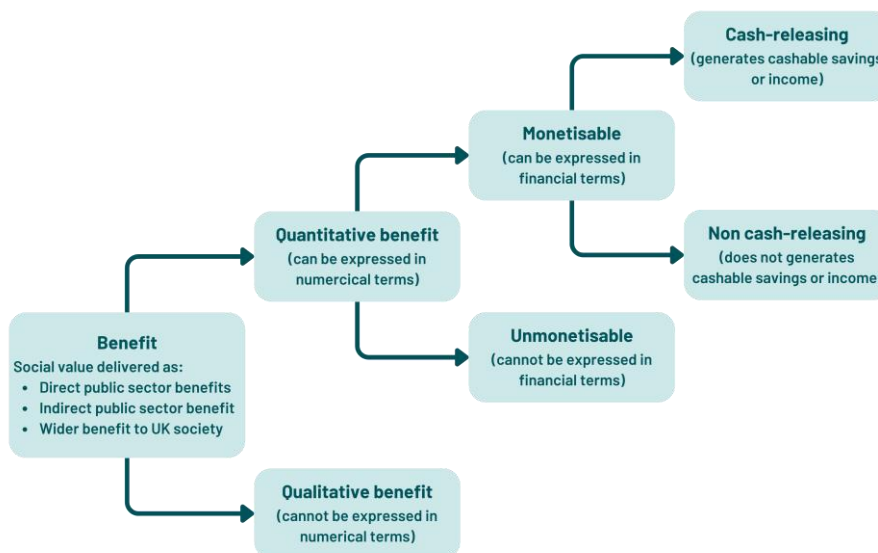 Cash-releasing
(generates cashable savings
or income)
Monetisable
(can be expressed in
financial terms)
Quantitative benefit
(can be expressed in
numercical terms)
Non cash-releasing
(does not generates
cashable savings or income
Benefit
Social value delivered as:
• Direct public sector benefits
• Indirect public sector benefit
• Wider benefit to UK society
Unmonetisable
(cannot be expressed in
financial terms)
Qualitative benefit
(cannot be expressed in
numerical terms)